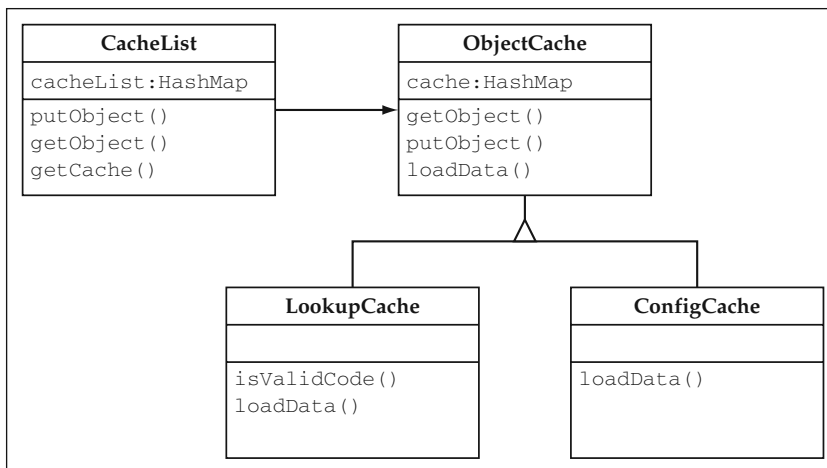 CacheList
cacheList:HashMap
putObject()
getObject()
getCache()
ObjectCache
cache:HashMap
getObject()
putObject()
loadData()
LookupCache
isValidCode()
loadData()
ConfigCache
loadData()